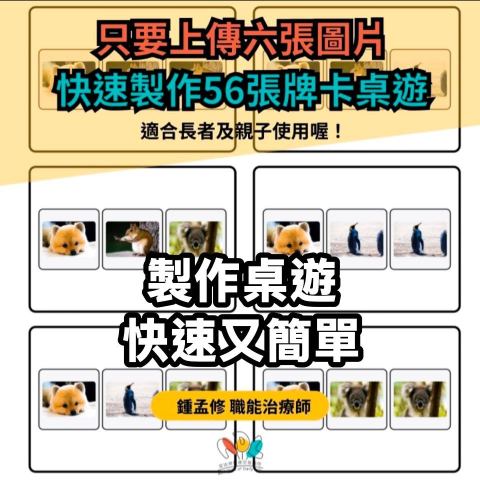 只要上傳六張圖片
快速製作56張牌卡桌遊
適合長者及親子使用喔！
製作桌遊
快速又簡單
鍾孟修 職能治療師